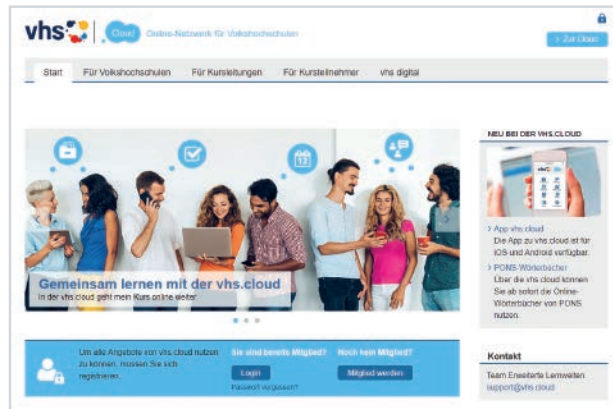 vhs Cloud Online-Netzwerk für Volkshochschulen
> Zur Cloud
Start Für Volkshochschulen Für Kursleitungen Für Kursteilnehmer vhs digital
NEU BEI DER VHS.CLOUD
> App vhs.cloud
Die App zu vhs.cloud ist für
iOS und Android verfügbar.
> PONS-Wörterbücher
Über die vhs.cloud können
Sie ab sofort die Online-
Wörterbücher von PONS
nutzen.
12
Gemeinsam lernen mit der vhs.cloud
In der vhs.cloud geht mein Kurs online weiter
Um alle Angebote von vhs.cloud nutzen
zu können, müssen Sie sich
registrieren.
Sie sind bereits Mitglied?
Login
Passwort vergessen?
Noch kein Mitglied?
Mitglied werden
Kontakt
Team Erweiterte Lernwelten
support@vhs.cloud